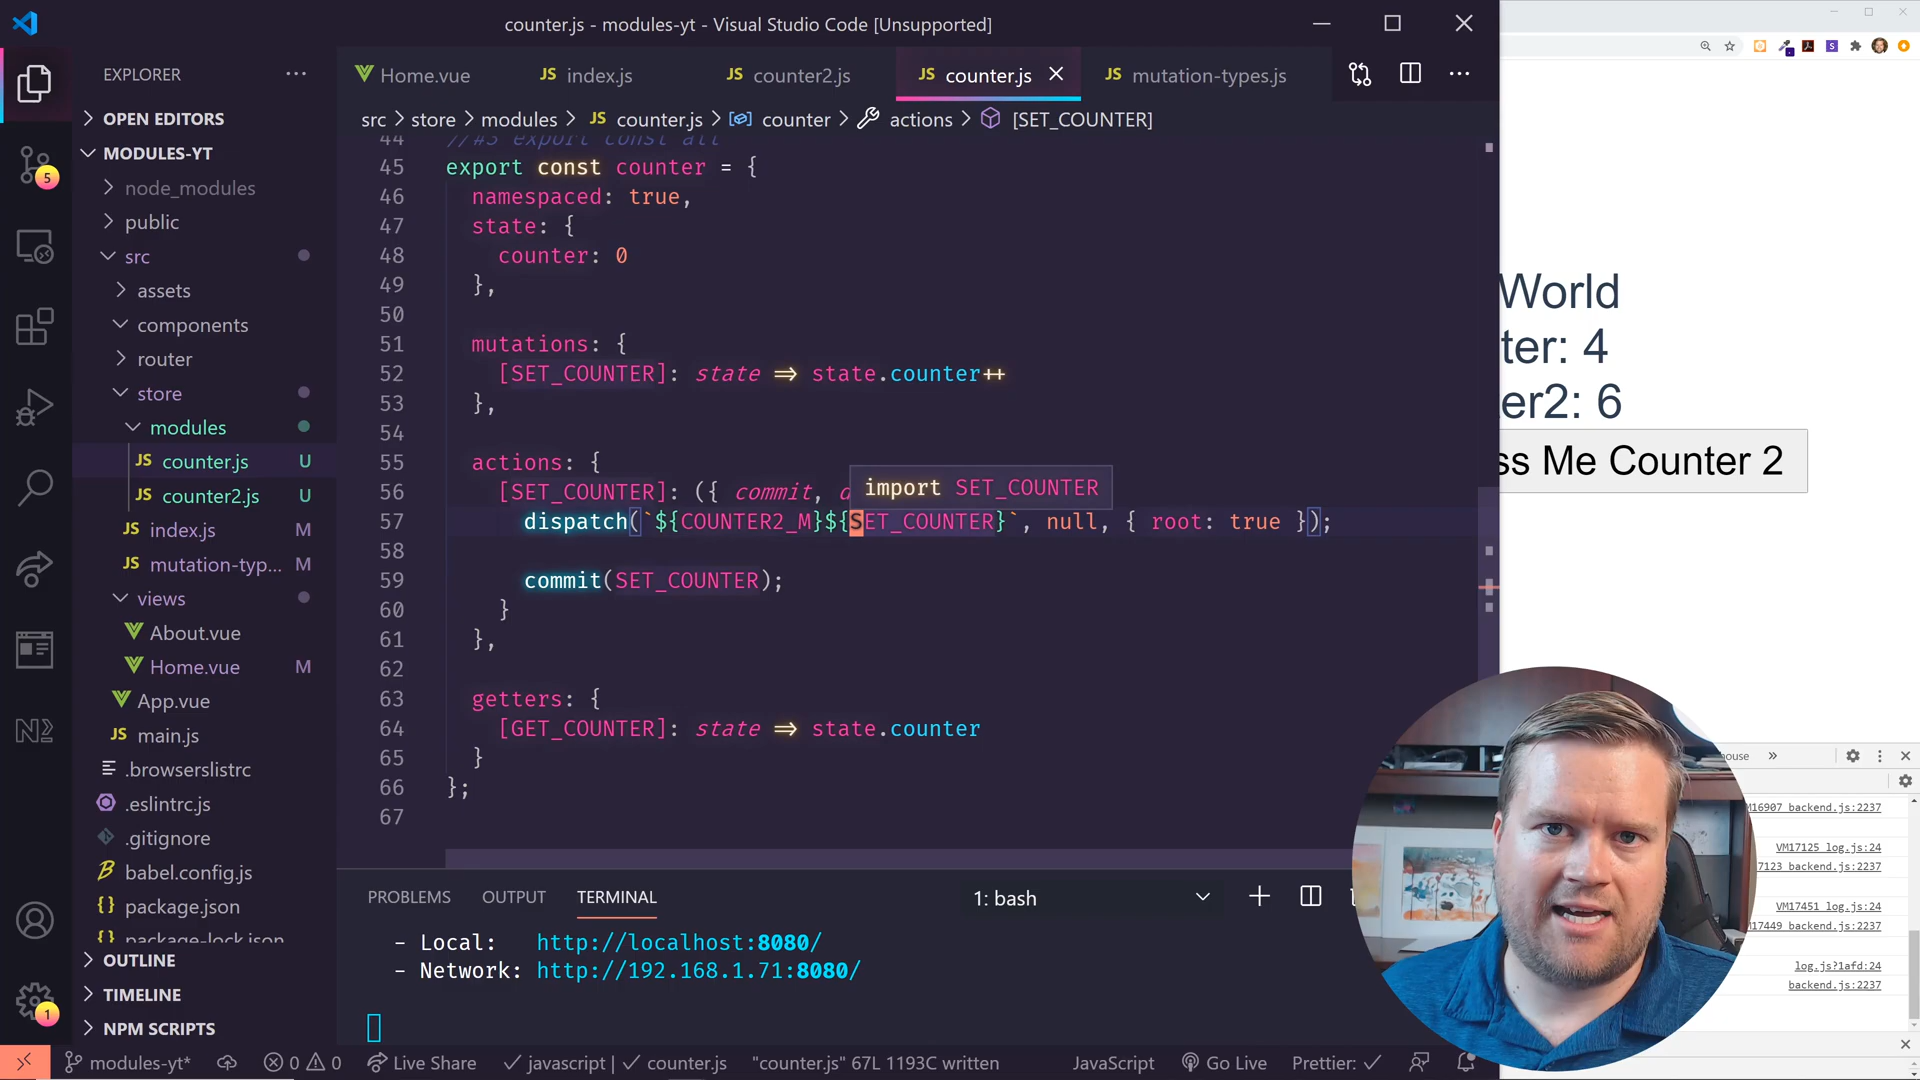 counter.js - modules-yt - Visual Studio Code [Unsupported]
EXPLORER
Home.vue
JS index.js
JS counter2.js
JS counter.js
JS mutation-types.js
OPEN EDITORS
src > store > modules > JS counter.js > counter > actions > [SET_COUNTER]
MODULES-YT
node_modules
public
src
assets
components
router
store
modules
JS counter.js U
JS counter2.js U
JS index.js M
JS mutation-typ... M
views
About.vue
Home.vue M
App.vue
JS main.js
.browserslistrc
.eslintrc.js
.gitignore
babel.config.js
{} package.json
{} package-lock.json
OUTLINE
TIMELINE
NPM SCRIPTS
5
1
44 //#3 export const all
45 export const counter = {
46 namespaced: true,
47 state: {
48 counter: 0
49 },
50
51 mutations: {
52 [SET_COUNTER]: state => state.counter++
53 },
54
55 actions: {
56 [SET_COUNTER]: ({ commit, d
import SET_COUNTER
57 dispatch(`${COUNTER2_M}${SET_COUNTER}`, null, { root: true });
58
59 commit(SET_COUNTER);
60 }
61 },
62
63 getters: {
64 [GET_COUNTER]: state => state.counter
65 }
66 };
67
PROBLEMS OUTPUT TERMINAL 1: bash
- Local: http://localhost:8080/
- Network: http://192.168.1.71:8080/
modules-yt* 0 0 Live Share javascript | counter.js "counter.js" 67L 1193C written JavaScript Go Live Prettier:
World
ter: 4
er2: 6
ss Me Counter 2
ouse
M16907 backend.js:2237
VM17125 log.js:24
7123 backend.js:2237
VM17451 log.js:24
17449 backend.js:2237
log.js?1afd:24
backend.js:2237